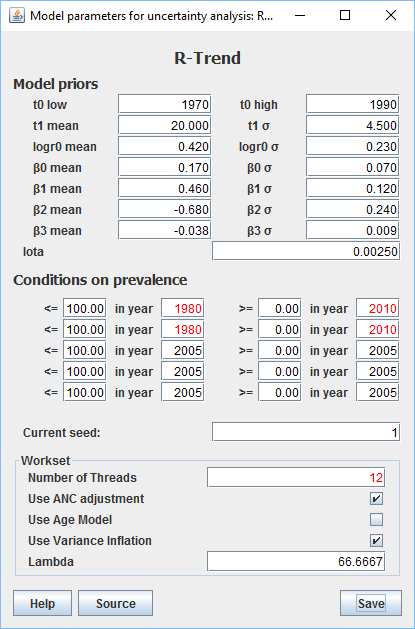 Model parameters for uncertainty analysis: R...
R-Trend
Model priors
t0 low 1970 t0 high 1990
t1 mean 20.000 t1 σ 4.500
logr0 mean 0.420 logr0 σ 0.230
β0 mean 0.170 β0 σ 0.070
β1 mean 0.460 β1 σ 0.120
β2 mean -0.680 β2 σ 0.240
β3 mean -0.038 β3 σ 0.009
Iota 0.00250
Conditions on prevalence
<= 100.00 in year 1980 >= 0.00 in year 2010
<= 100.00 in year 1980 >= 0.00 in year 2010
<= 100.00 in year 2005 >= 0.00 in year 2005
<= 100.00 in year 2005 >= 0.00 in year 2005
<= 100.00 in year 2005 >= 0.00 in year 2005
Current seed: 1
Workset
Number of Threads 12
Use ANC adjustment
Use Age Model
Use Variance Inflation
Lambda 66.6667
Help Source Save